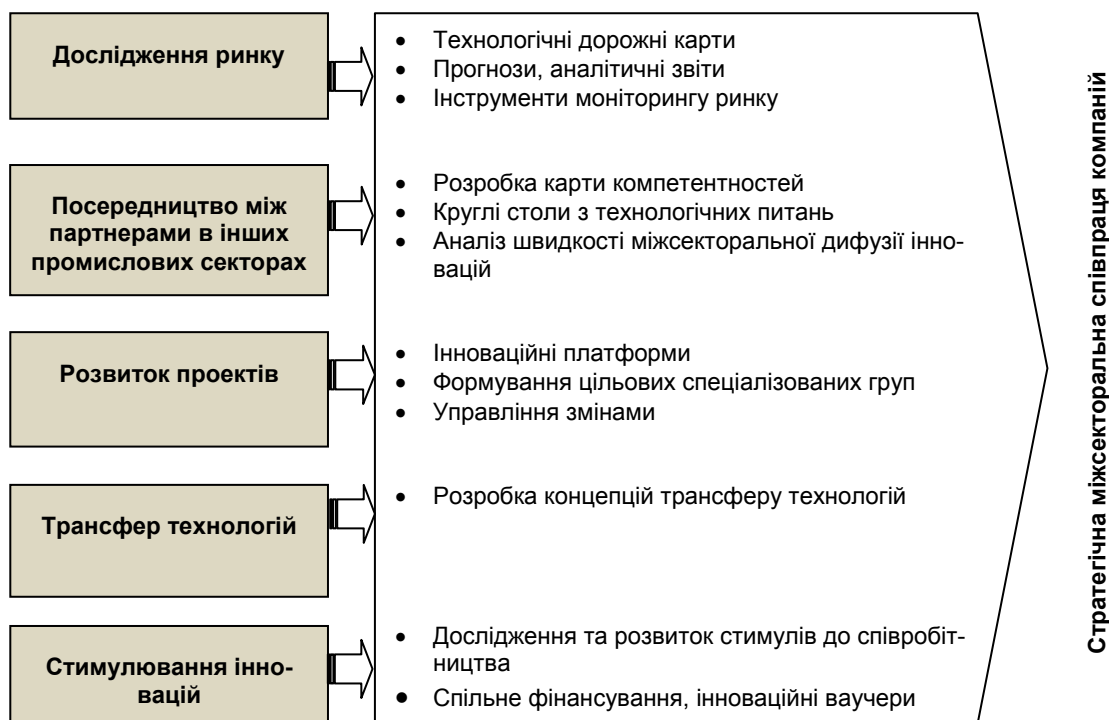 Дослідження ринку
• Технологічні дорожні карти
• Прогнози, аналітичні звіти
• Інструменти моніторингу ринку
Посередництво між
партнерами в інших
промислових секторах
• Розробка карти компетентностей
• Круглі столи з технологічних питань
• Аналіз швидкості міжсекторальної дифузії інно-
вацій
Розвиток проектів
• Інноваційні платформи
• Формування цільових спеціалізованих груп
• Управління змінами
Трансфер технологій
• Розробка концепцій трансферу технологій
Стимулювання інно-
вацій
• Дослідження та розвиток стимулів до співробіт-
ництва
• Спільне фінансування, інноваційні ваучери
Стратегічна міжсекторальна співпраця компаній